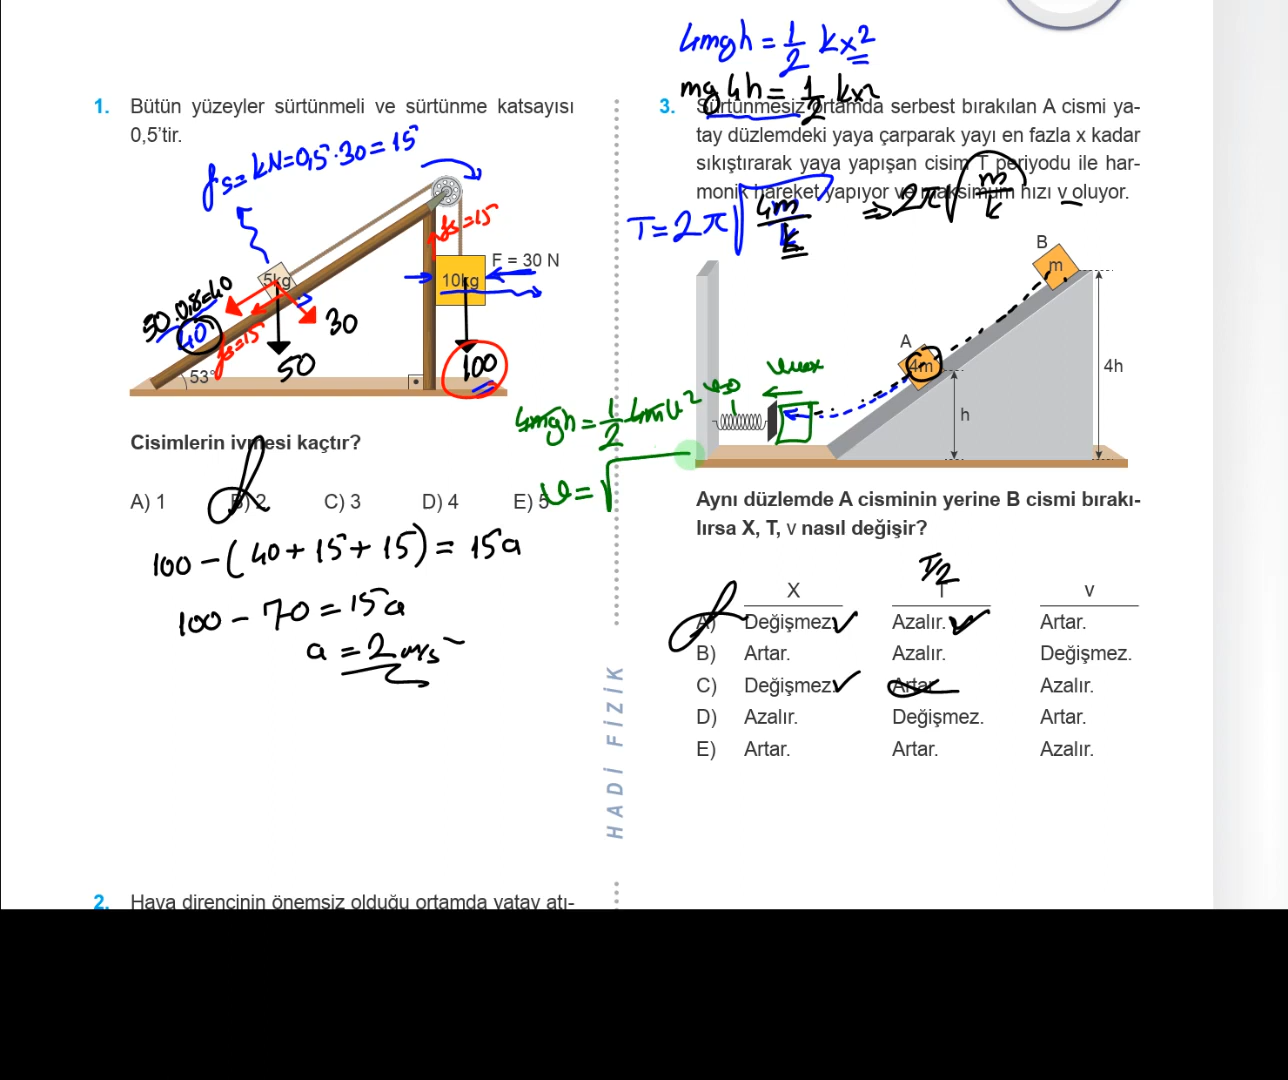 1. Bütün yüzeyler sürtünmeli ve sürtünme katsayısı
0,5'tir.
fs=kN=0,5·30=15
fs=15
F = 30 N
5kg
10kg
50.0,8=40
40
fs=15
30
50
100
53°
Cisimlerin ivmesi kaçtır?
A) 1 B) 2 C) 3 D) 4 E) 5
100-(40+15+15)=15a
100-70=15a
a=2 m/s²
HADİ FİZİK
2. Hava direncinin önemsiz olduğu ortamda yatay atı-
4mgh=1/2 kx²
mg4h=1/2 kx²
3. Sürtünmesiz ortamda serbest bırakılan A cismi ya-
tay düzlemdeki yaya çarparak yayı en fazla x kadar
sıkıştırarak yaya yapışan cisim T periyodu ile har-
monik hareket yapıyor ve maksimum hızı v oluyor.
T=2π√4m/k ⇒2π√m/k
B
m
A
4m
4h
h
υmax
4mgh=1/2 4mυ²
υ=√
Aynı düzlemde A cisminin yerine B cismi bırakı-
lırsa X, T, v nasıl değişir?
T/2
X T v
A) Değişmez. Azalır. Artar.
B) Artar. Azalır. Değişmez.
C) Değişmez. Artar. Azalır.
D) Azalır. Değişmez. Artar.
E) Artar. Artar. Azalır.